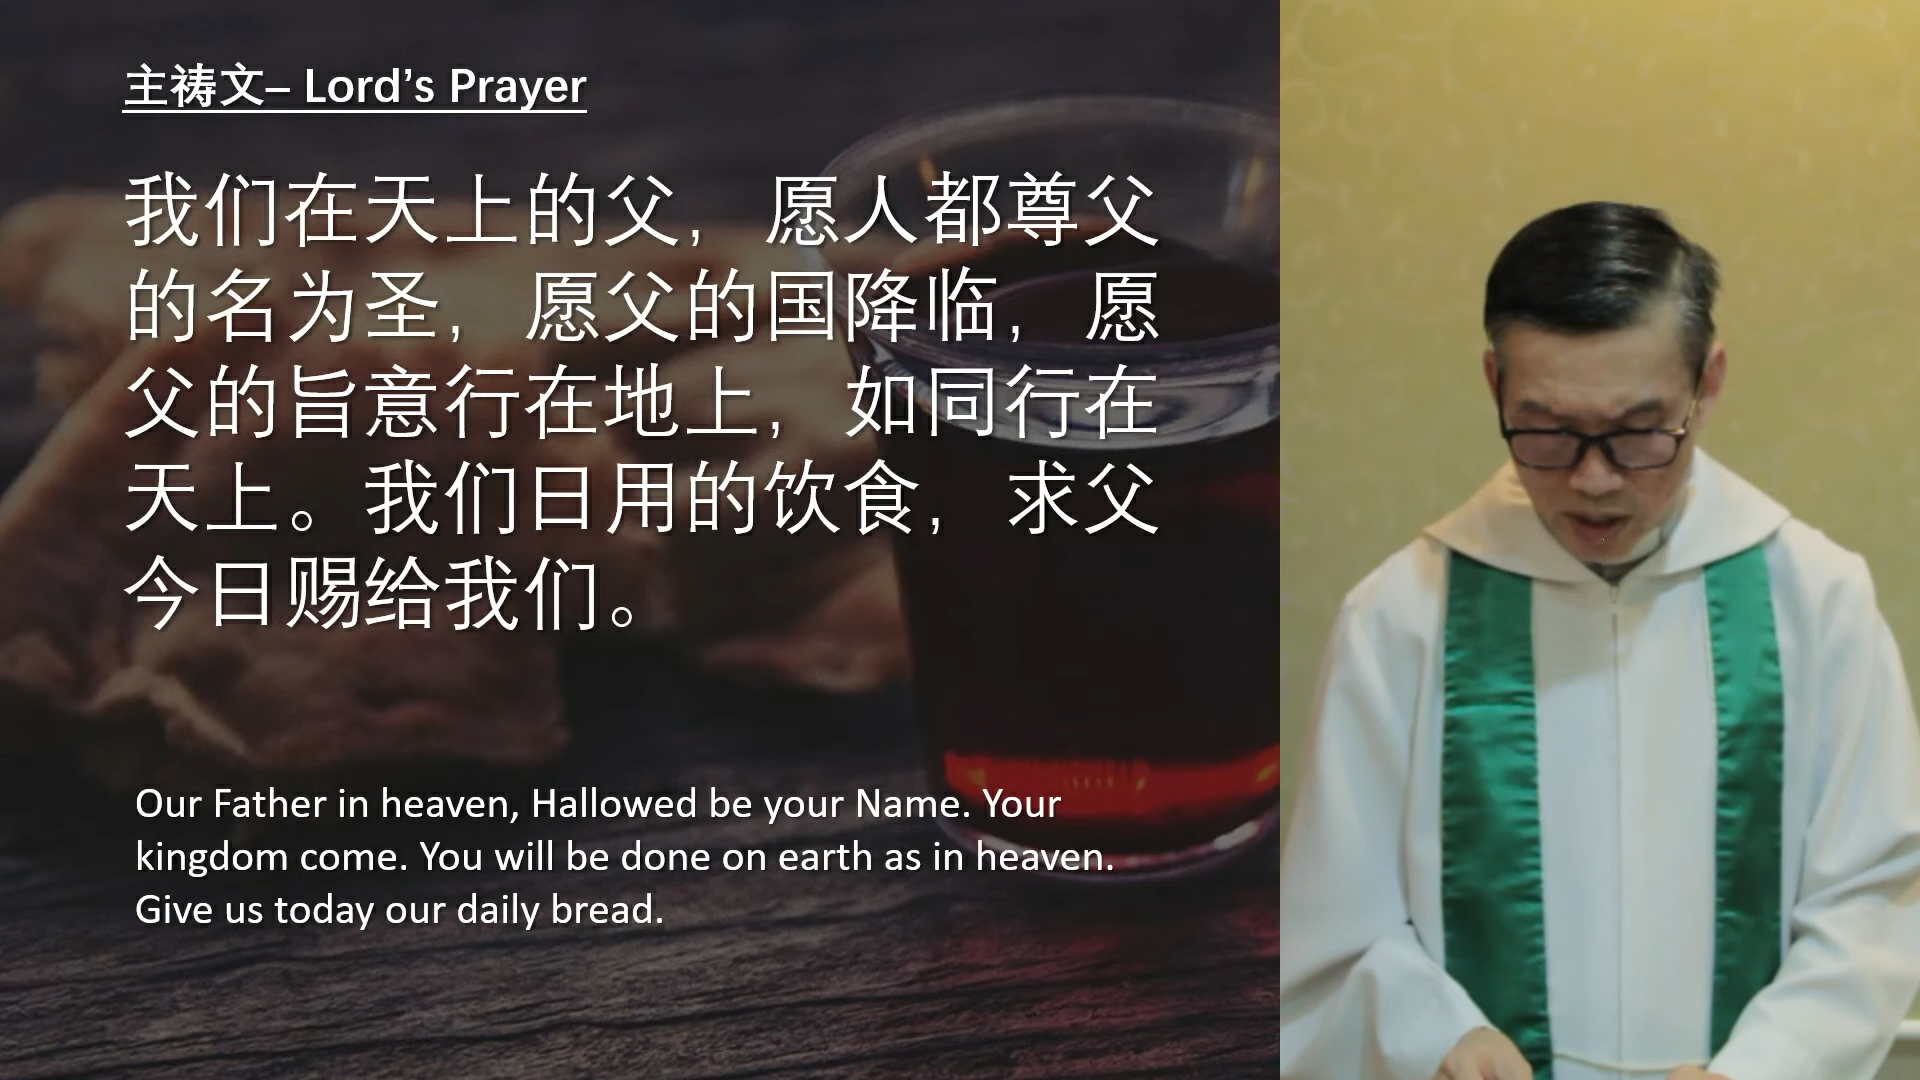 主祷文– Lord’s Prayer
我们在天上的父,愿人都尊父
的名为圣,愿父的国降临,愿
父的旨意行在地上,如同行在
天上。我们日用的饮食,求父
今日赐给我们。
Our Father in heaven, Hallowed be your Name. Your
kingdom come. You will be done on earth as in heaven.
Give us today our daily bread.